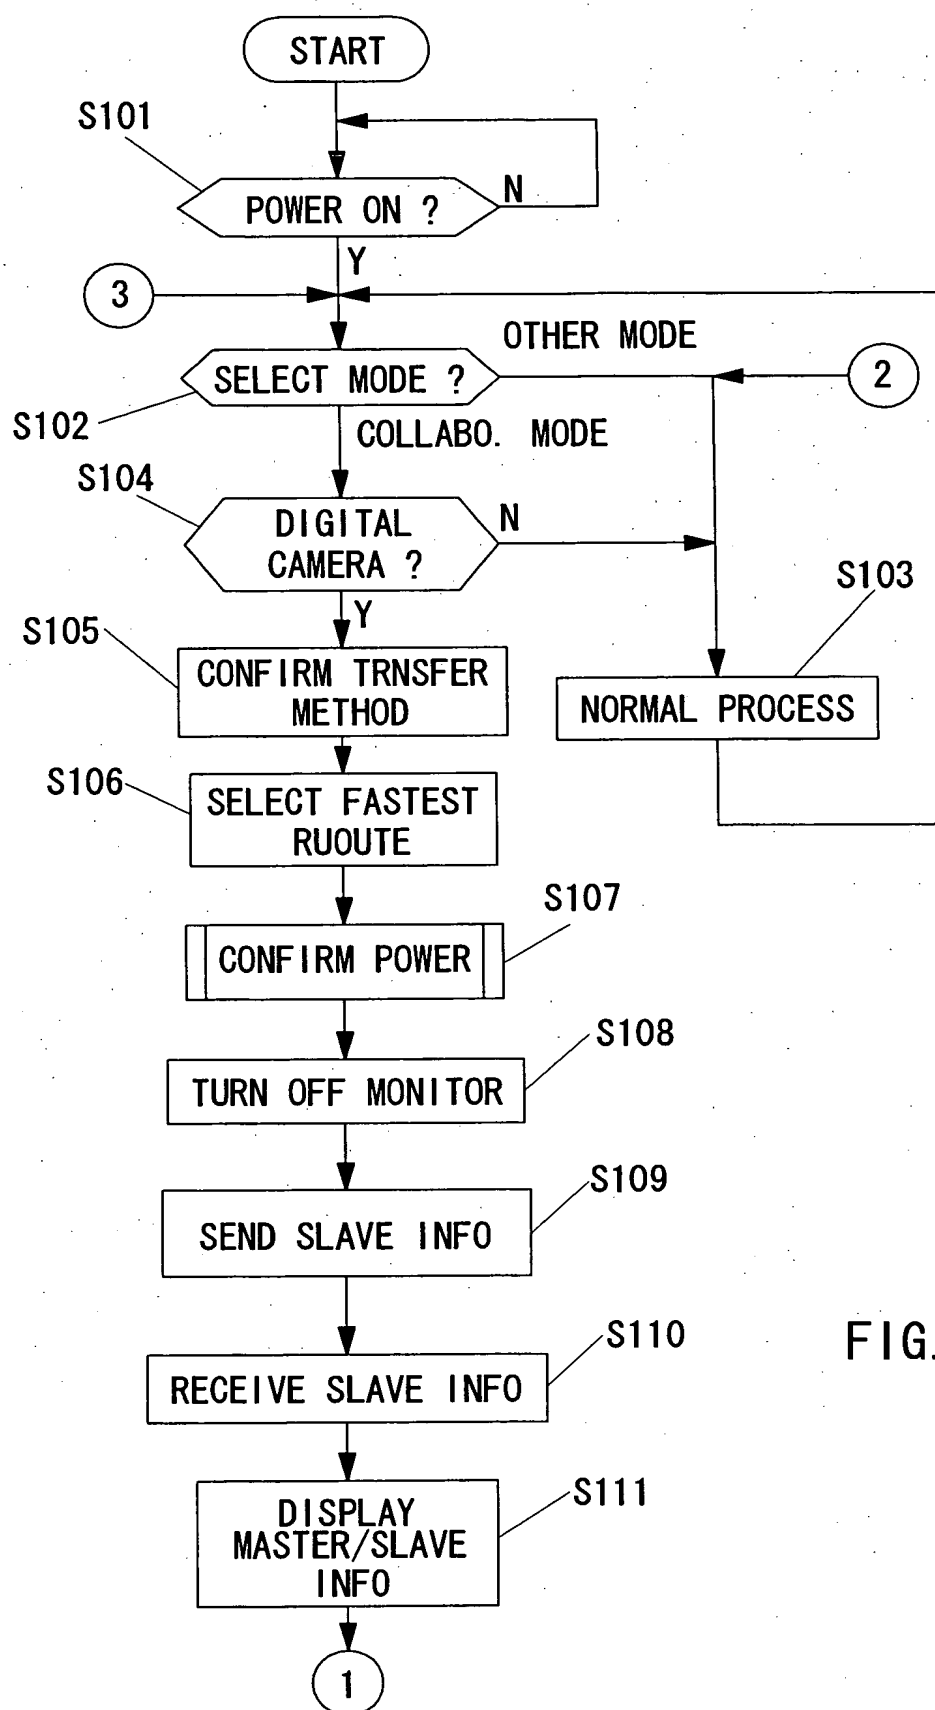 START
S101
POWER ON ?
N
Y
3
OTHER MODE
SELECT MODE ?
2
S102
COLLABO. MODE
S104
DIGITAL
CAMERA ?
N
Y
S103
S105
CONFIRM TRNSFER
METHOD
NORMAL PROCESS
S106
SELECT FASTEST
RUOUTE
S107
CONFIRM POWER
S108
TURN OFF MONITOR
S109
SEND SLAVE INFO
S110
FIG.
RECEIVE SLAVE INFO
S111
DISPLAY
MASTER/SLAVE
INFO
1